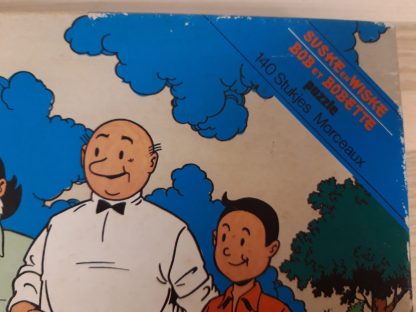 SUSKE en WISKE
BOB ET BOBETTE
puzzle
140 Stukjes Morceaux